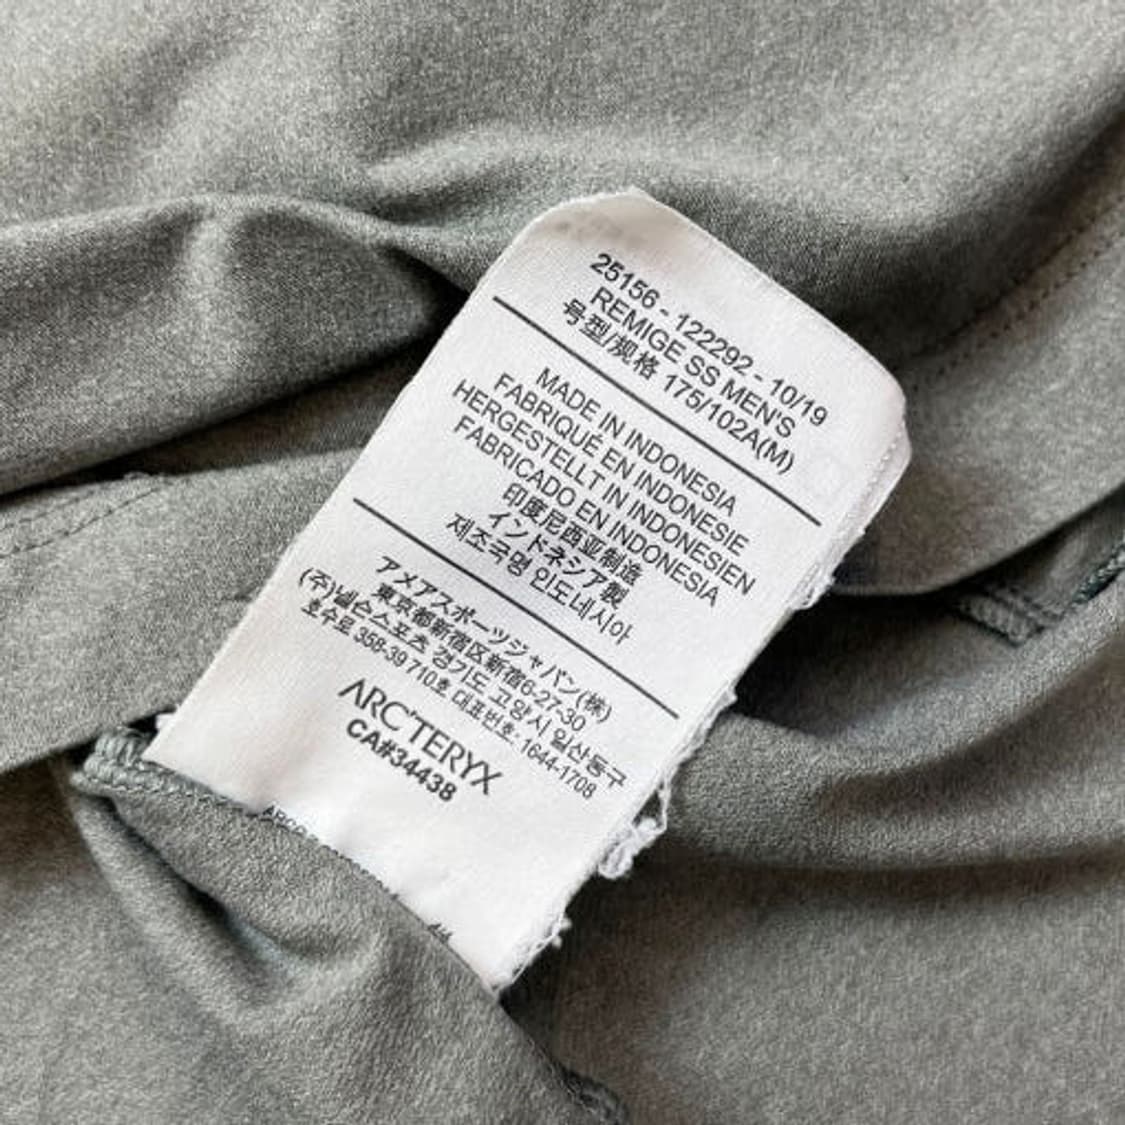 25156 - 122292 - 10/19
REMIGE SS MEN'S
号型/规格 175/102A(M)
MADE IN INDONESIA
FABRIQUÉ EN INDONESIE
HERGESTELLT IN INDONESIEN
FABRICADO EN INDONESIA
印度尼西亚制造
インドネシア製
제조국명 인도네시아
アメアスポーツジャパン(株)
東京都新宿区新宿6-27-30
(주)넬슨스포츠 경기도 고양시 일산동구
호수로 358-39 710호 대표번호 1644-1708
ARC'TERYX
CA#34438